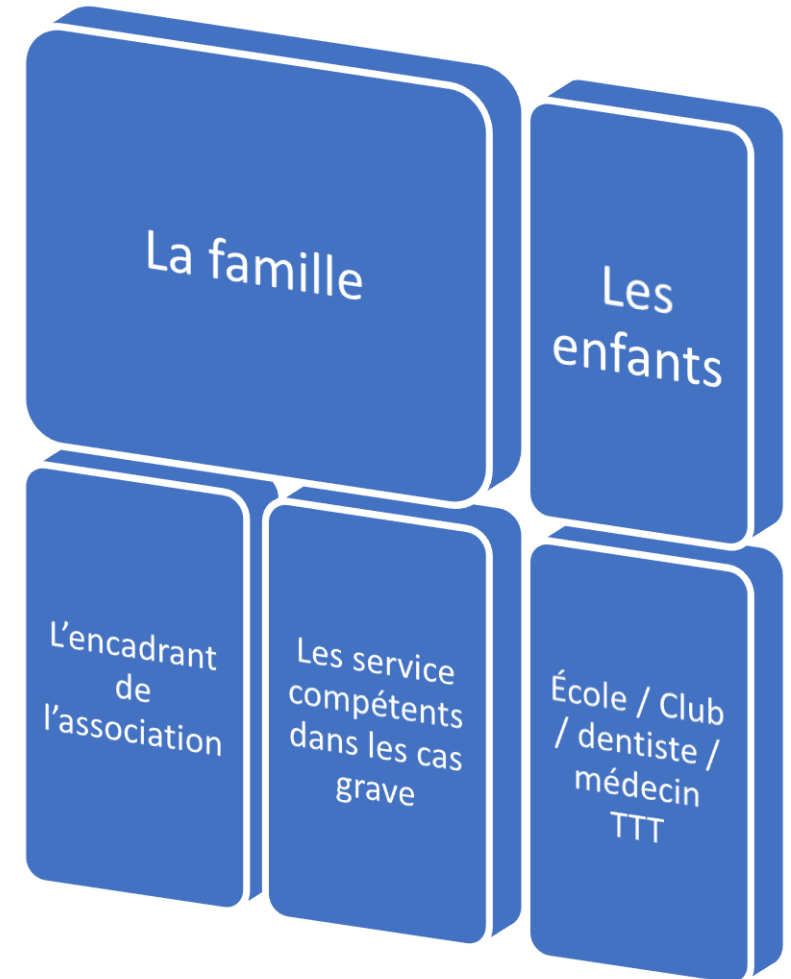 La famille
Les
enfants
L’encadrant
de
l’association
Les service
compétents
dans les cas
grave
École / Club
/ dentiste /
médecin
TTT